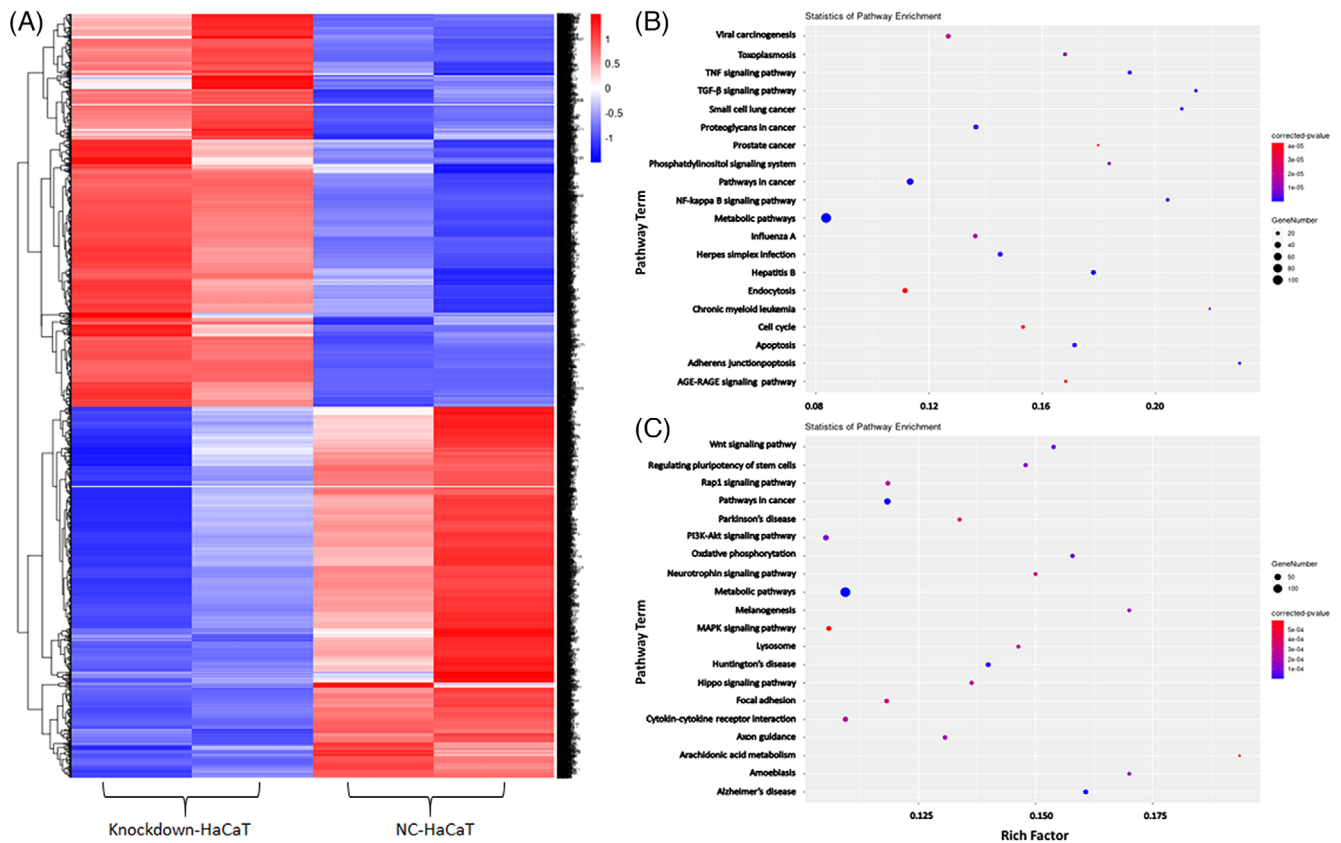 (A)
1
0.5
0
-0.5
-1
Knockdown-HaCaT
NC-HaCaT
(B)
Statistics of Pathway Enrichment
Pathway Term
Viral carcinogenesis
Toxoplasmosis
TNF signaling pathway
TGF-β signaling pathway
Small cell lung cancer
Proteoglycans in cancer
Prostate cancer
Phosphatdylinositol signaling system
Pathways in cancer
NF-kappa B signaling pathway
Metabolic pathways
Influenza A
Herpes simplex infection
Hepatitis B
Endocytosis
Chronic myeloid leukemia
Cell cycle
Apoptosis
Adherens junctionpoptosis
AGE-RAGE signaling pathway
0.08 0.12 0.16 0.20
corrected-pvalue
4e-05
3e-05
2e-05
1e-05
GeneNumber
20
40
60
80
100
(C)
Statistics of Pathway Enrichment
Pathway Term
Wnt signaling pathwy
Regulating pluripotency of stem cells
Rap1 signaling pathway
Pathways in cancer
Parkinson's disease
PI3K-Akt signaling pathway
Oxdative phosphorytation
Neurotrophin signaling pathway
Metabolic pathways
Melanogenesis
MAPK signaling pathway
Lysosome
Huntington's disease
Hippo signaling pathway
Focal adhesion
Cytokin-cytokine receptor interaction
Axon guidance
Arachidonic acid metabolism
Amoebiasis
Alzheimer's disease
0.125 0.150 0.175
Rich Factor
GeneNumber
50
100
corrected-pvalue
5e-04
4e-04
3e-04
2e-04
1e-04